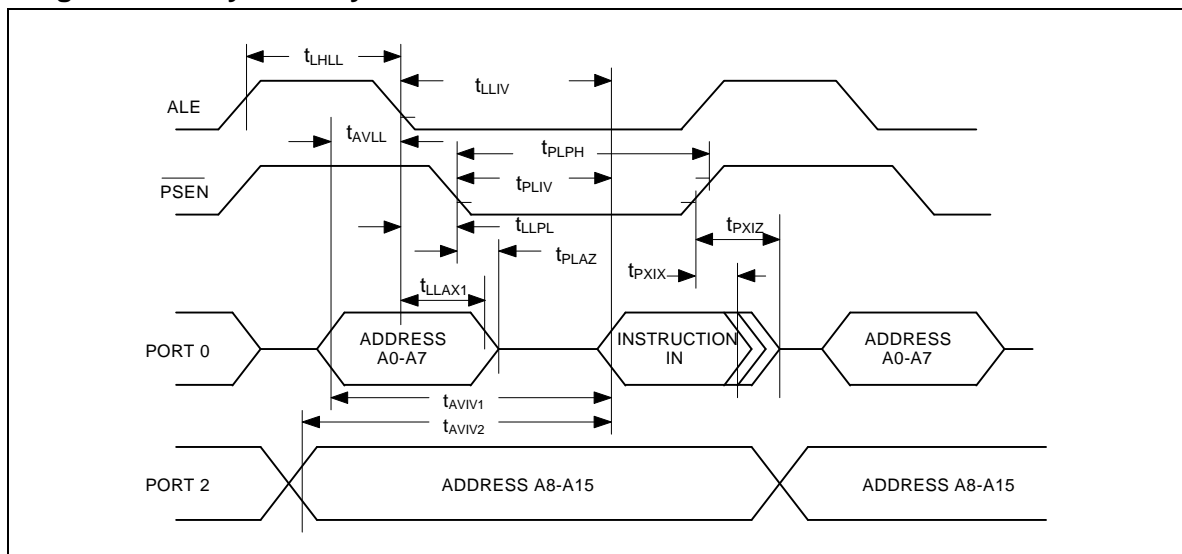 tLHLL
tLLIV
ALE
tAVLL
tPLPH
PSEN
tPLIV
tLLPL
tPXIZ
tPLAZ
tPXIX
tLLAX1
PORT 0
ADDRESS
A0-A7
INSTRUCTION
IN
ADDRESS
A0-A7
tAVIV1
tAVIV2
PORT 2
ADDRESS A8-A15
ADDRESS A8-A15